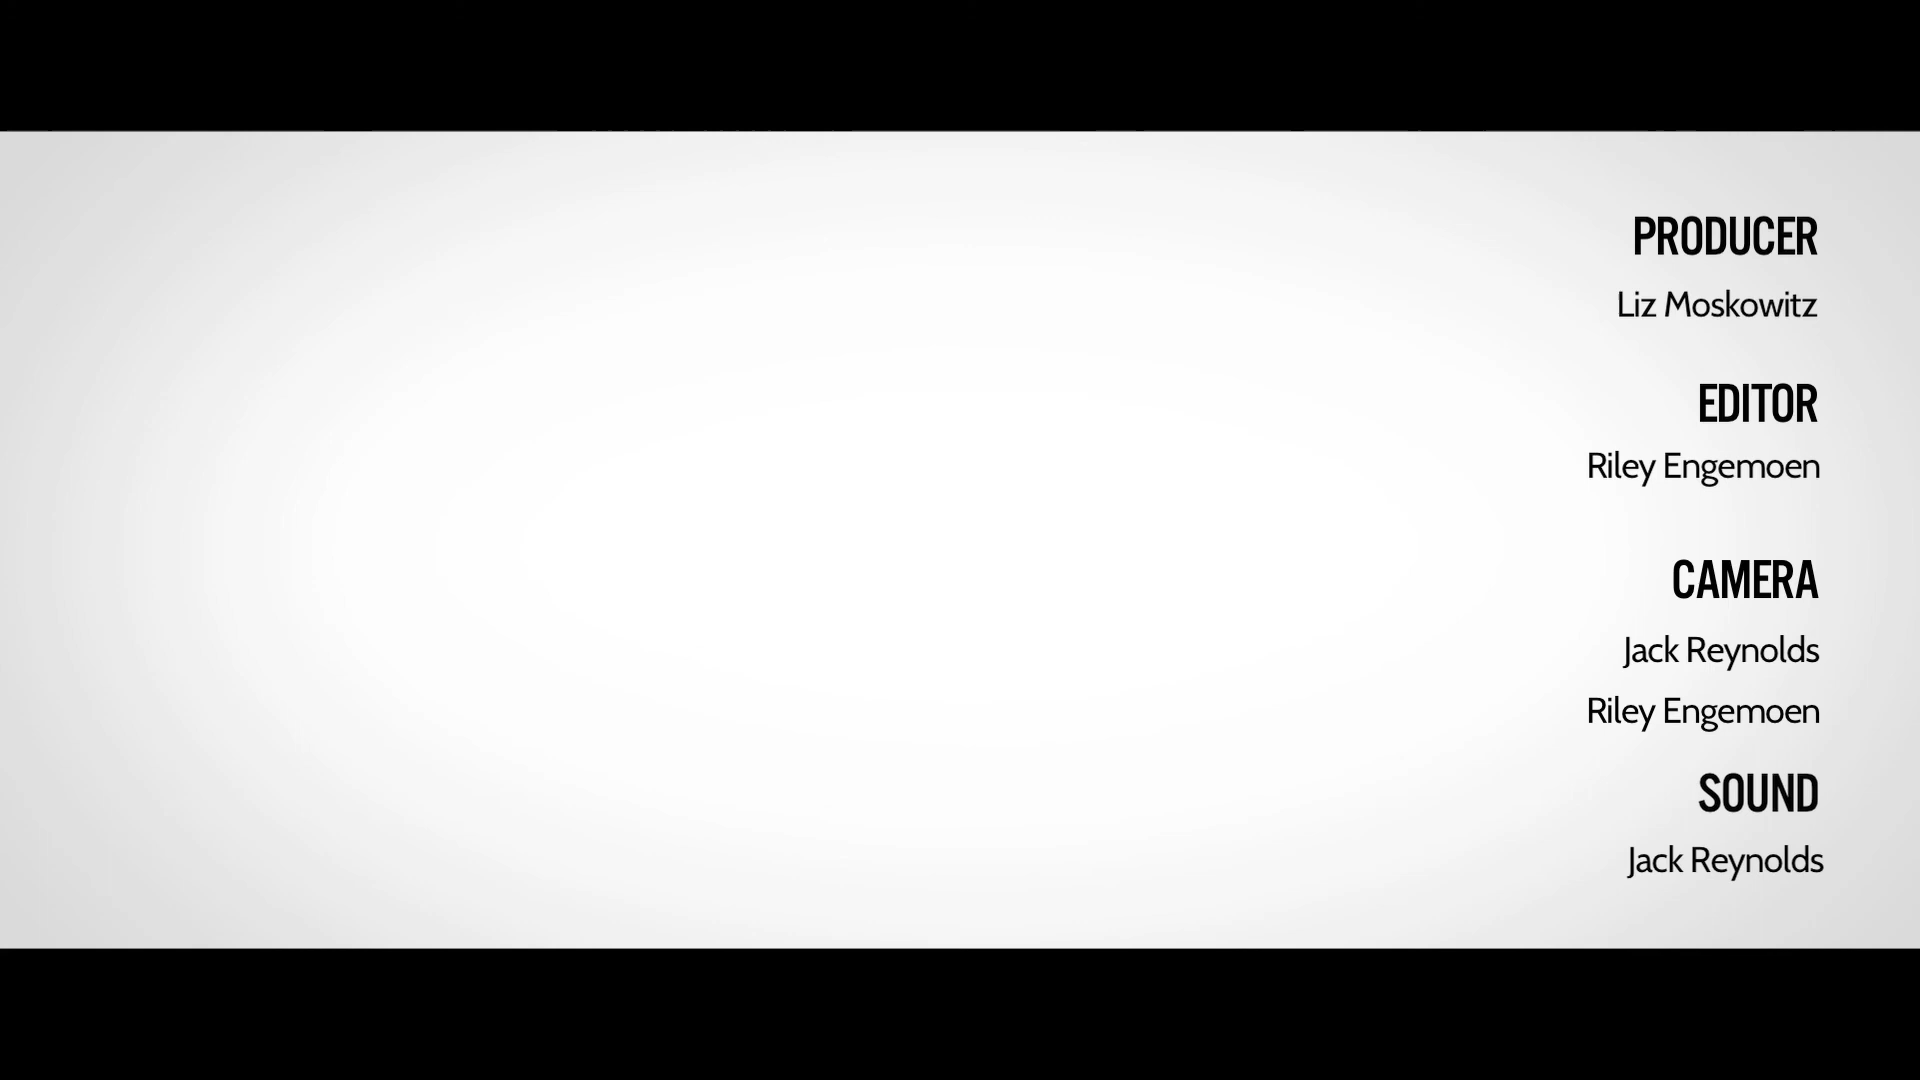 PRODUCER
Liz Moskowitz
EDITOR
Riley Engemoen
CAMERA
Jack Reynolds
Riley Engemoen
SOUND
Jack Reynolds